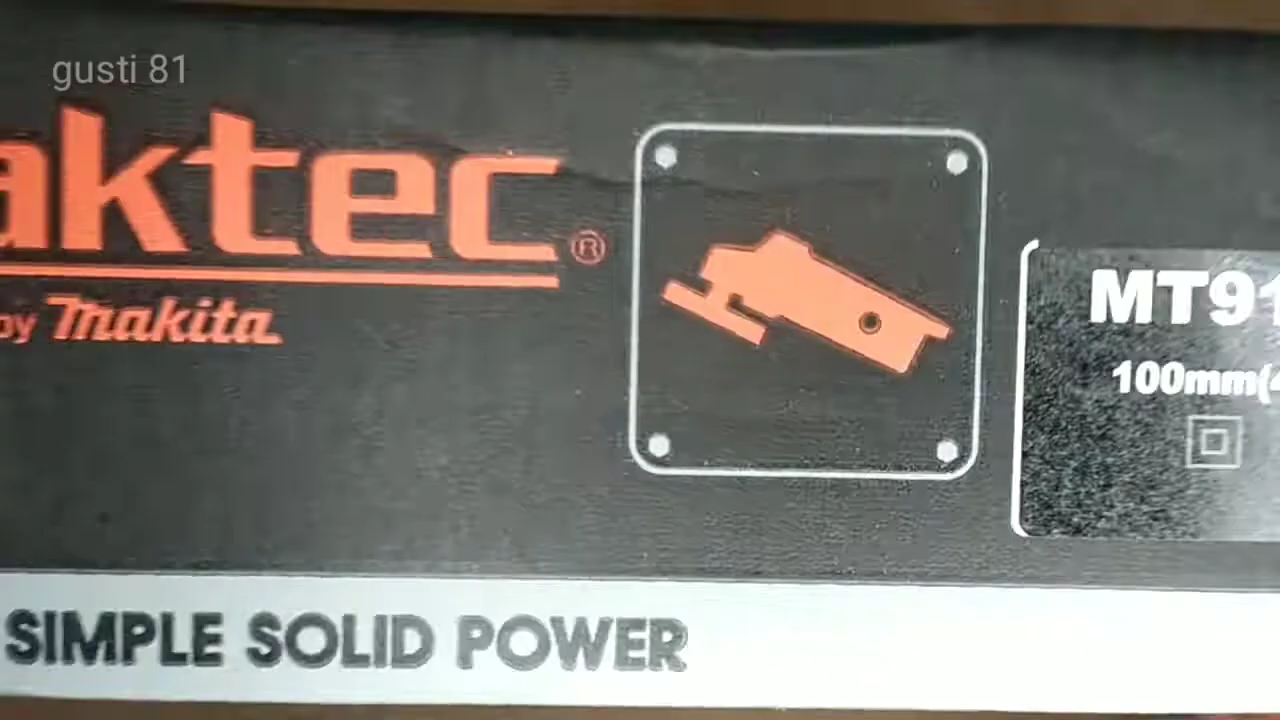 gusti 81
aktec®
by makita
MT91
100mm(4
SIMPLE SOLID POWER